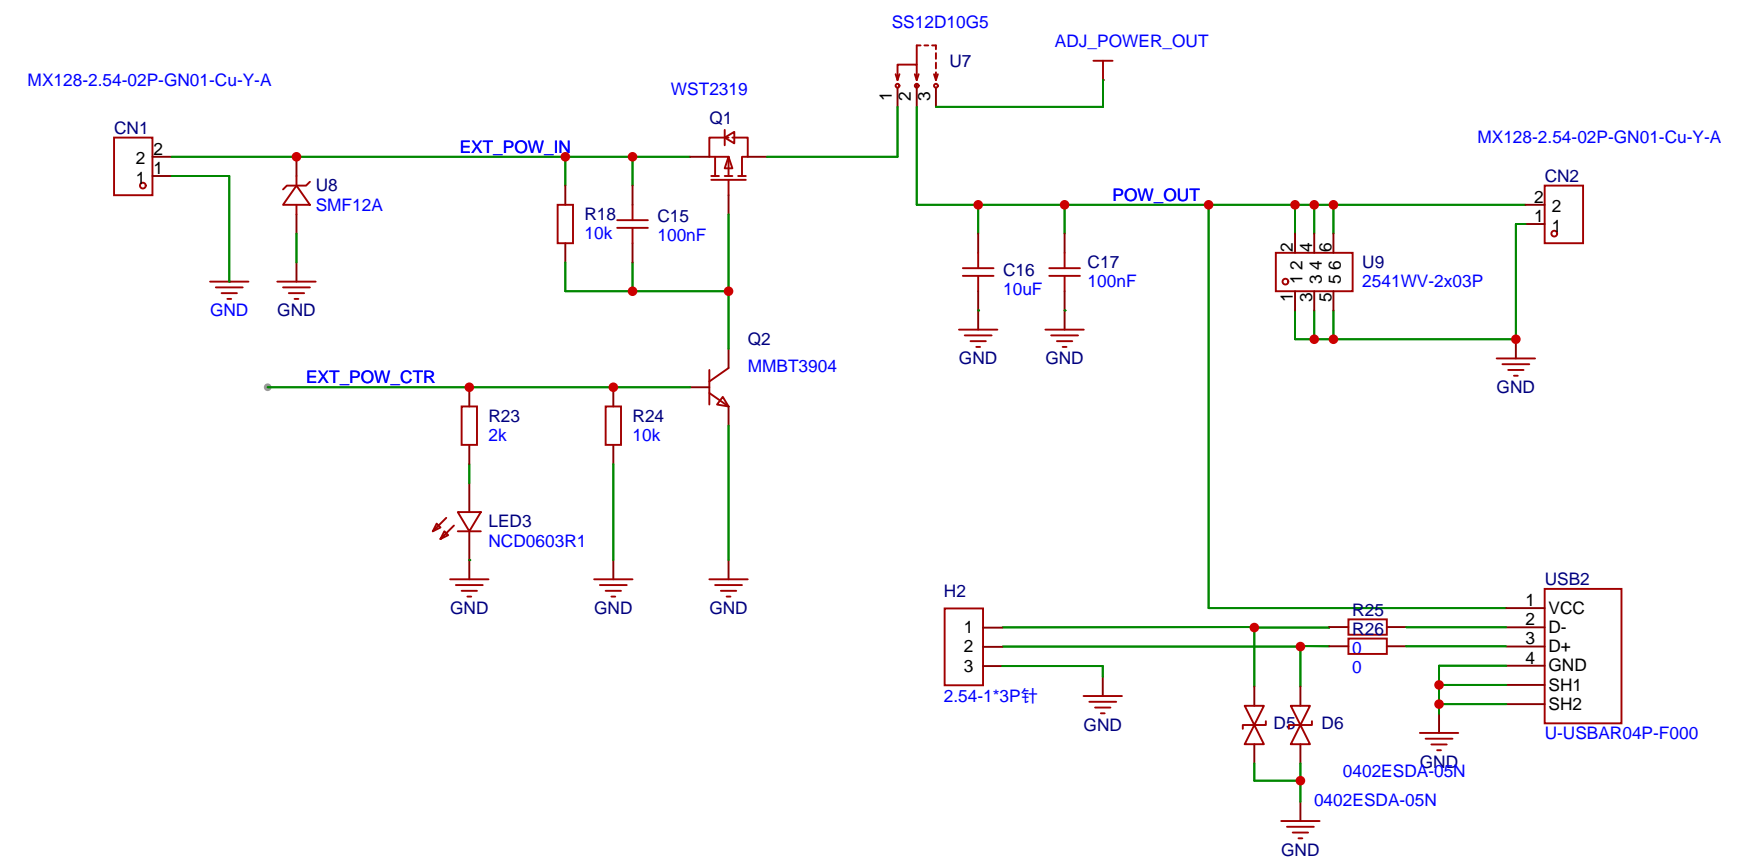 SS12D10G5
ADJ_POWER_OUT
U7
MX128-2.54-02P-GN01-Cu-Y-A
WST2319
1
2
3
Q1
CN1
MX128-2.54-02P-GN01-Cu-Y-A
EXT_POW_IN
2 2
1 1
CN2
U8
SMF12A
POW_OUT
2 2
1 1
R18
10k
C15
100nF
2 4 6
2 4 6
1 3 5
1 3 5
U9
2541WV-2x03P
C16
10uF
C17
100nF
GND
GND
Q2
MMBT3904
GND
GND
EXT_POW_CTR
GND
R23
2k
R24
10k
LED3
NCD0603R1
GND
GND
GND
H2
1
2
3
2.54-1*3P针
GND
R25
R26
0
0
USB2
1 VCC
2 D-
3 D+
4 GND
SH1
SH2
U-USBAR04P-F000
D5
D6
GND
0402ESDA-05N
0402ESDA-05N
GND